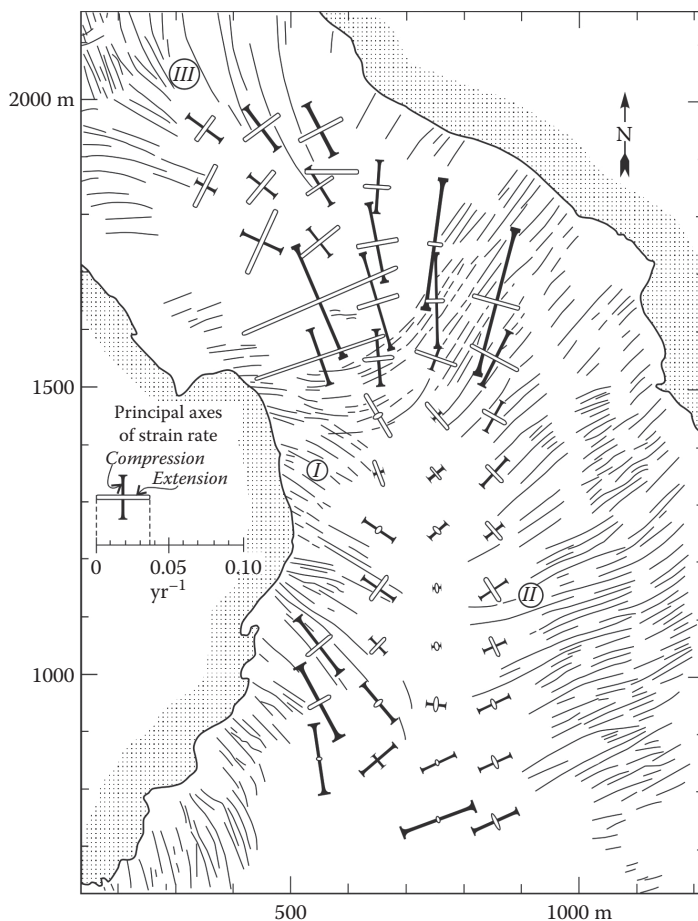 III
2000 m
N
1500
Principal axes
of strain rate
Compression
Extension
I
0 0.05 0.10
yr−1
II
1000
500 1000 m